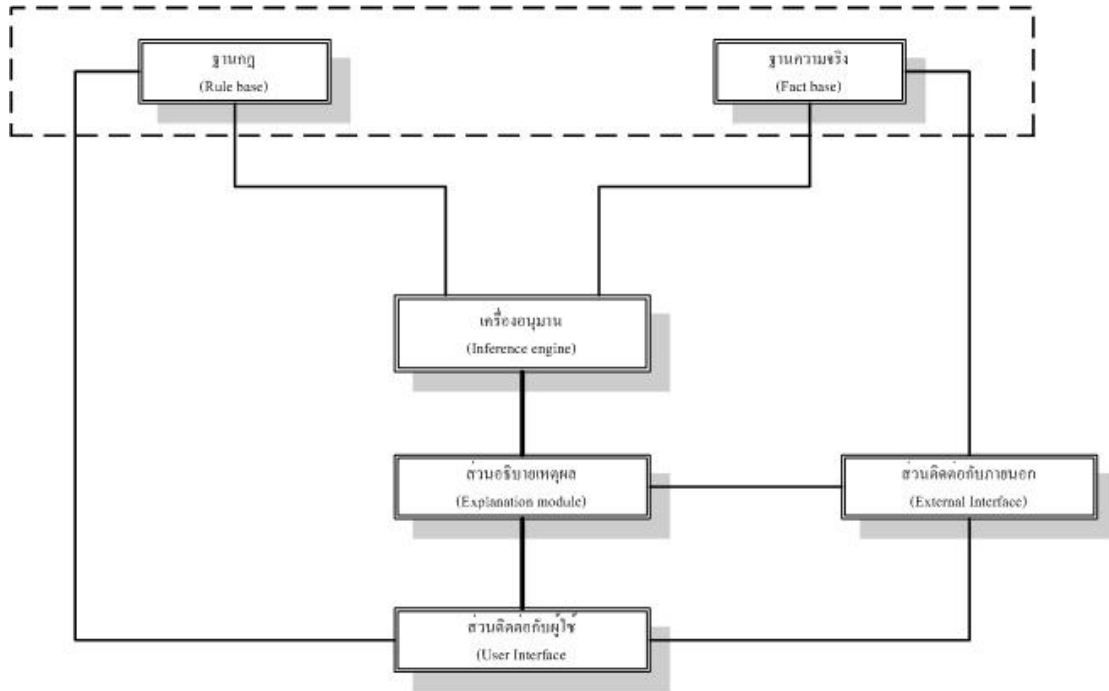 ฐานกฎ
(Rule base)
ฐานความจริง
(Fact base)
เครื่องอนุมาน
(Inference engine)
ส่วนอธิบายเหตุผล
(Explanation module)
ส่วนติดต่อกับภายนอก
(External Interface)
ส่วนติดต่อกับผู้ใช้
(User Interface